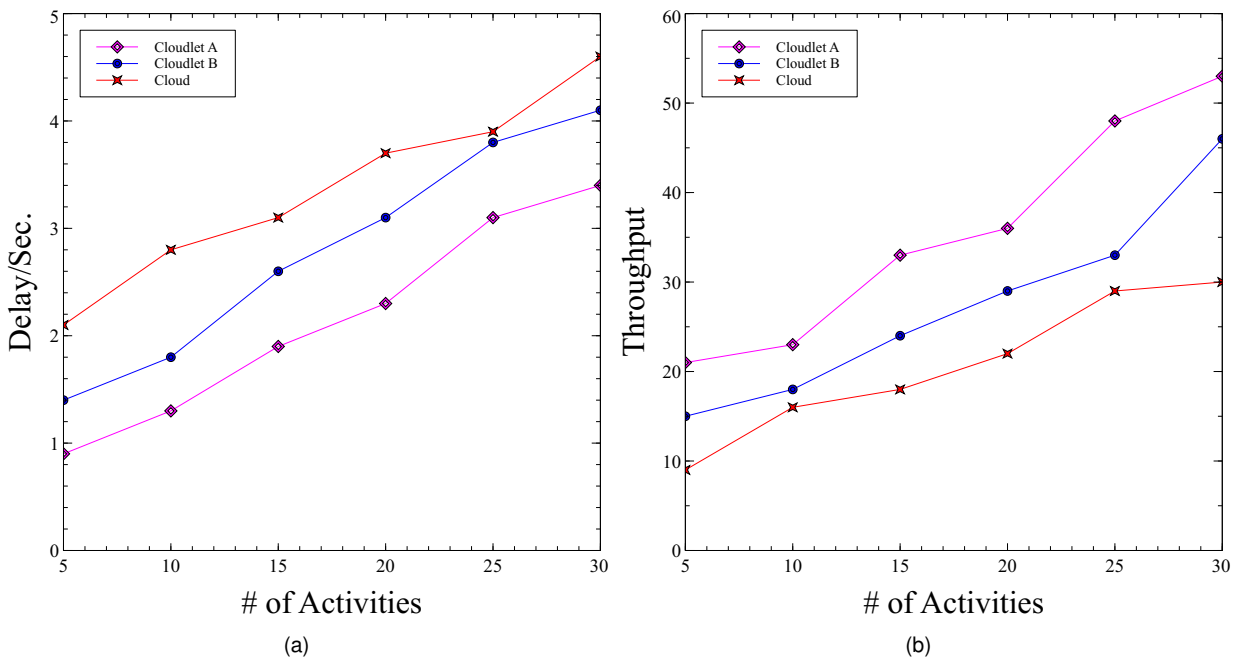 5
4
3
2
1
0
Delay/Sec.
Cloudlet A
Cloudlet B
Cloud
5 10 15 20 25 30
# of Activities
(a)
60
50
40
30
20
10
0
Throughput
Cloudlet A
Cloudlet B
Cloud
5 10 15 20 25 30
# of Activities
(b)